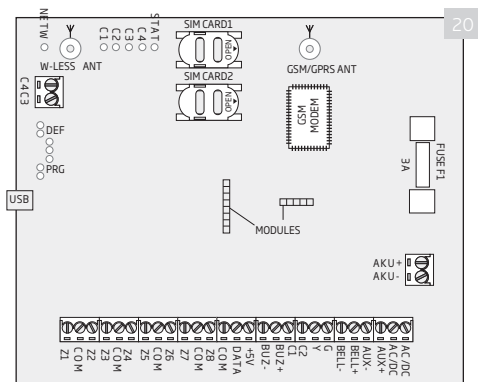 20
NETW
C1
C2
C3
C4
STAT
SIM CARD1
OPEN
W-LESS ANT
GSM/GPRS ANT
SIM CARD2
OPEN
C4
C3
GSM
MODEM
DEF
PRG
FUSE F1
3A
USB
MODULES
AKU+
AKU-
Z1
COM
Z2
Z3
COM
Z4
Z5
COM
Z6
Z7
COM
Z8
COM
DATA
+5V
BUZ-
BUZ+
C1
C2
Y
G
BELL-
BELL+
AUX-
AUX+
AC/DC
AC/DC